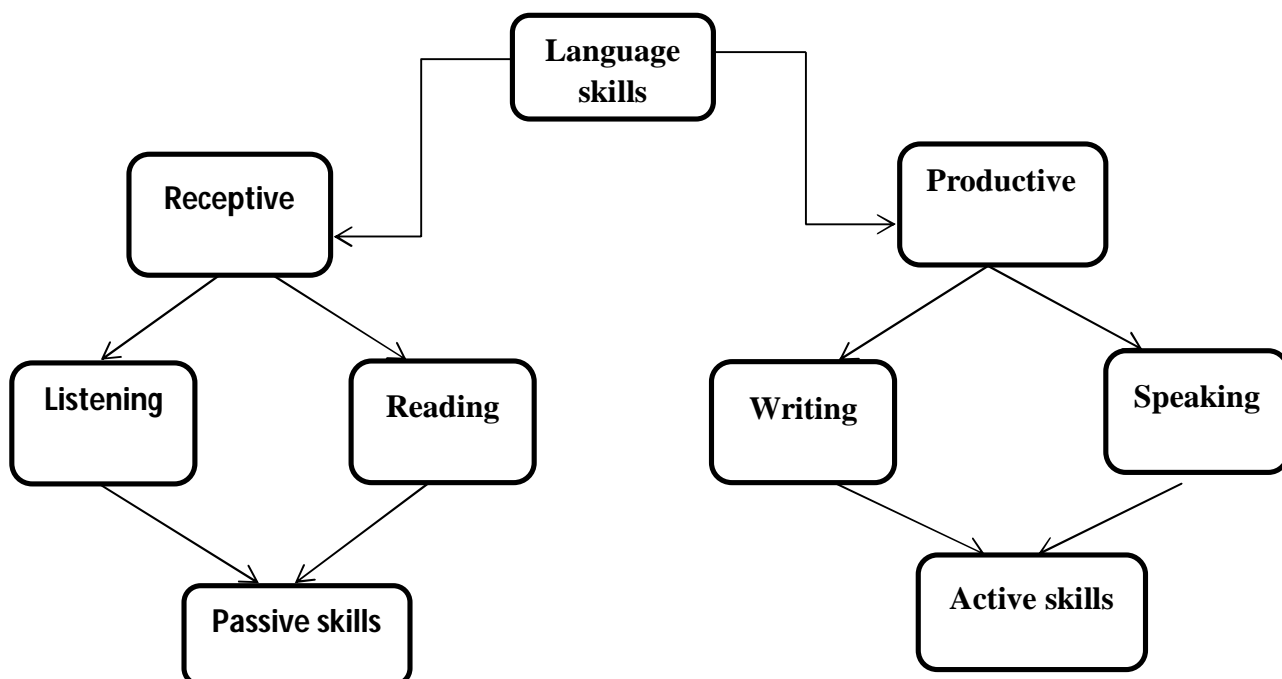 Language
skills
Receptive
Productive
Listening
Reading
Writing
Speaking
Passive skills
Active skills